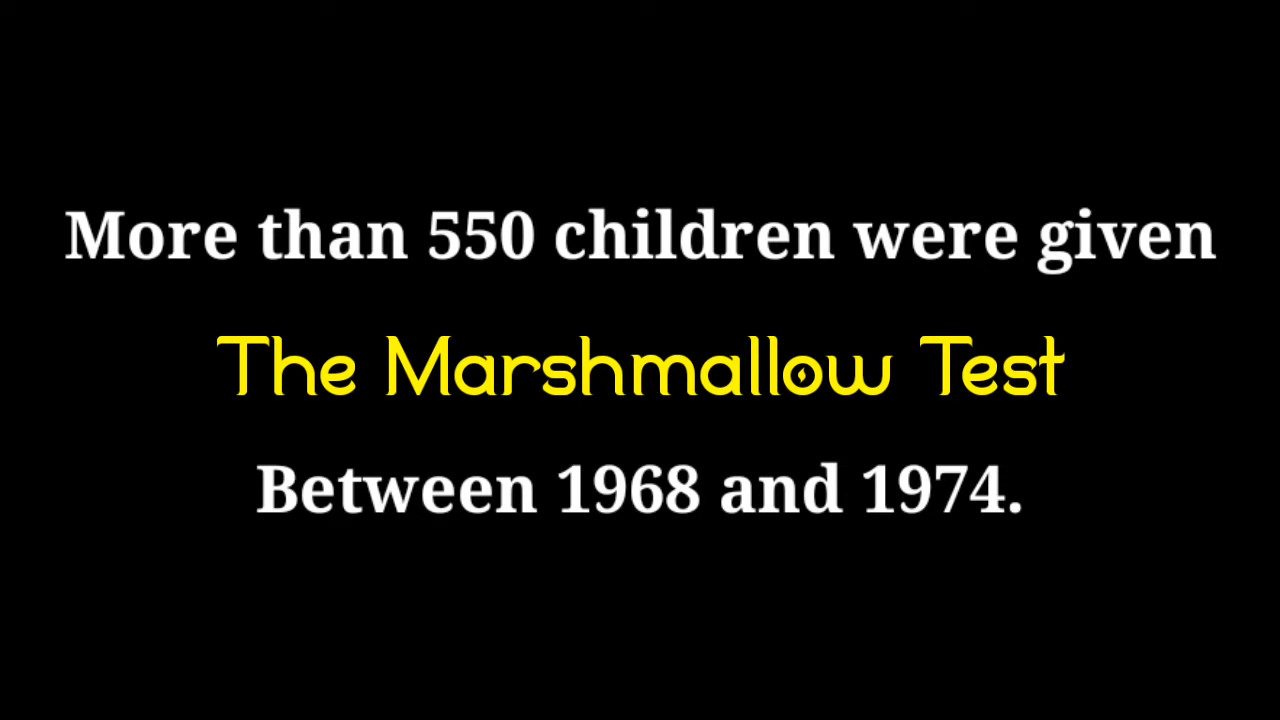 More than 550 children were given
The Marshmallow Test
Between 1968 and 1974.